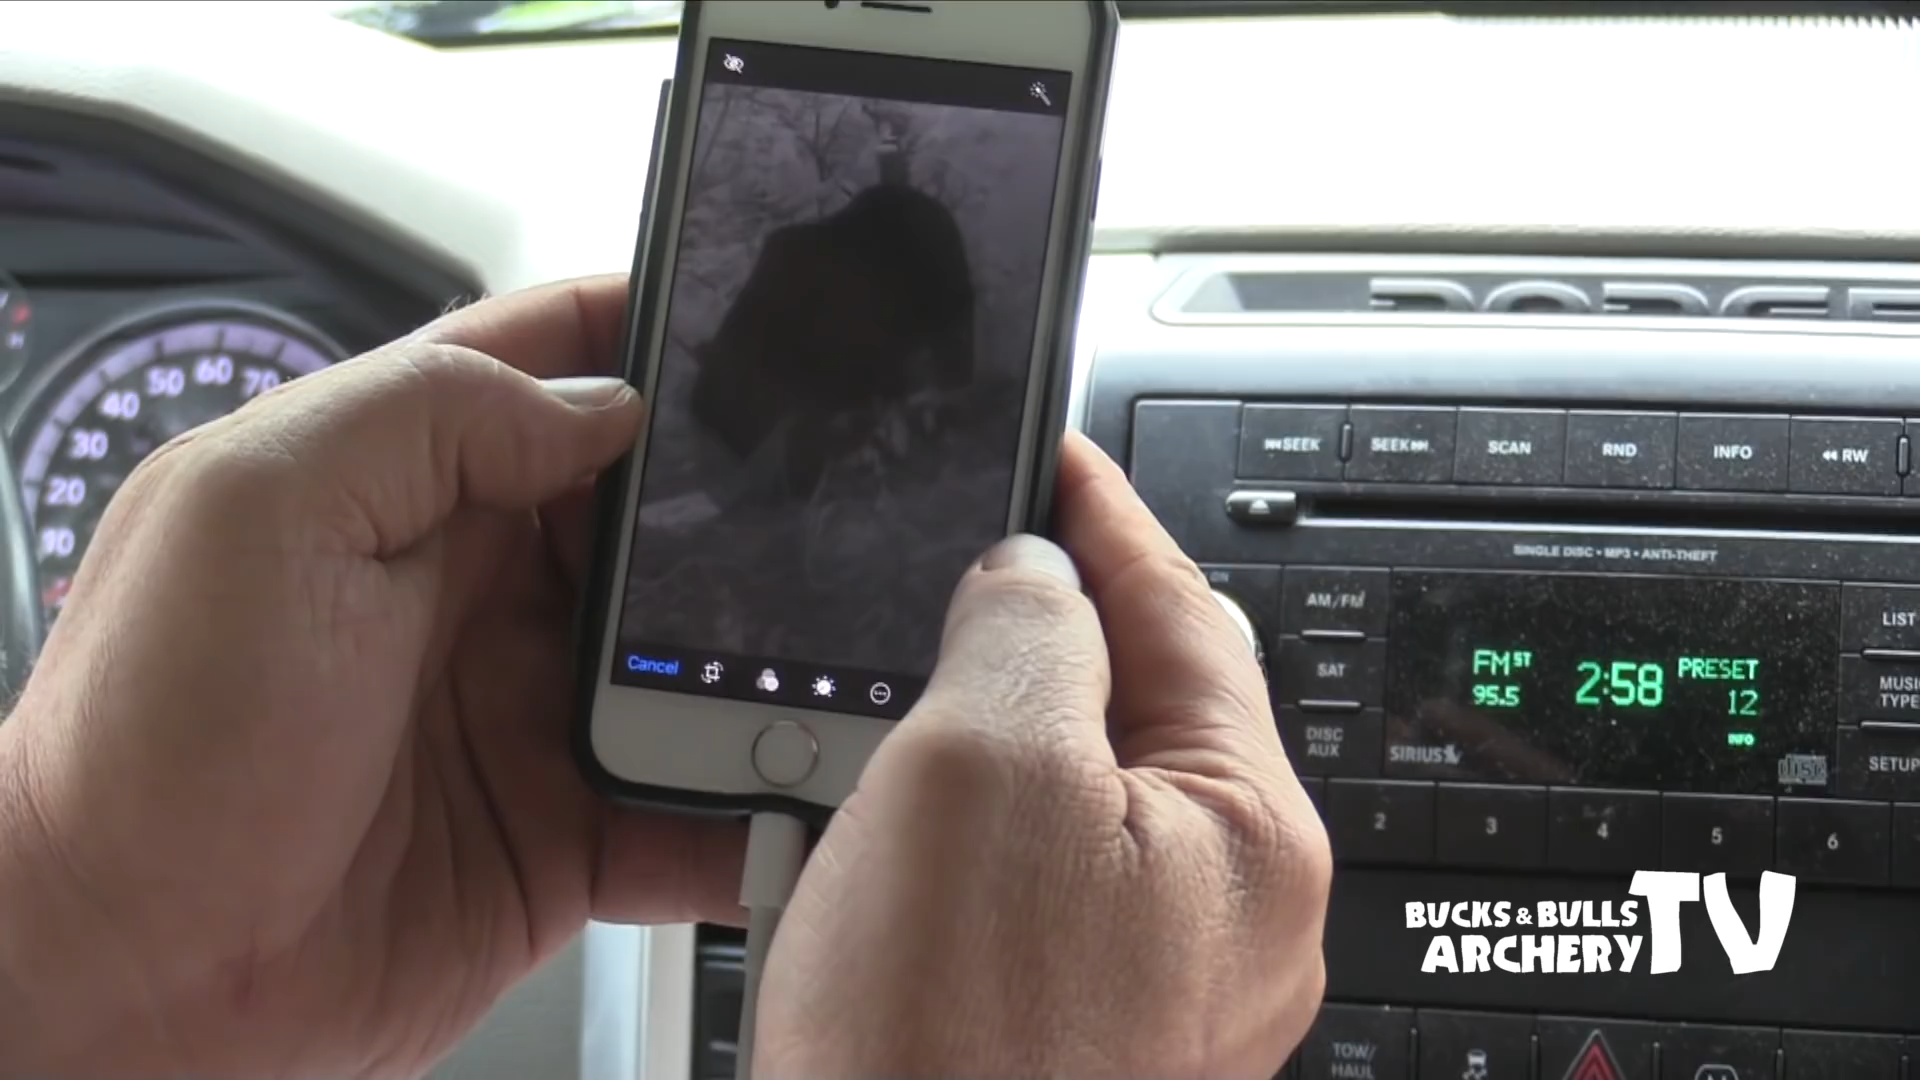 Cancel
10
20
30
40
50
60
70
H
DODGE
SEEK
SEEK
SCAN
RND
INFO
RW
SINGLE DISC • MP3 • ANTI-THEFT
ON
AM/FM
SAT
DISC
AUX
FM ST
95.5
2:58
PRESET
12
INFO
SIRIUS
LIST
MUSIC
TYPE
SETUP
2
3
4
5
6
BUCKS & BULLS
ARCHERY TV
TOW/
HAUL